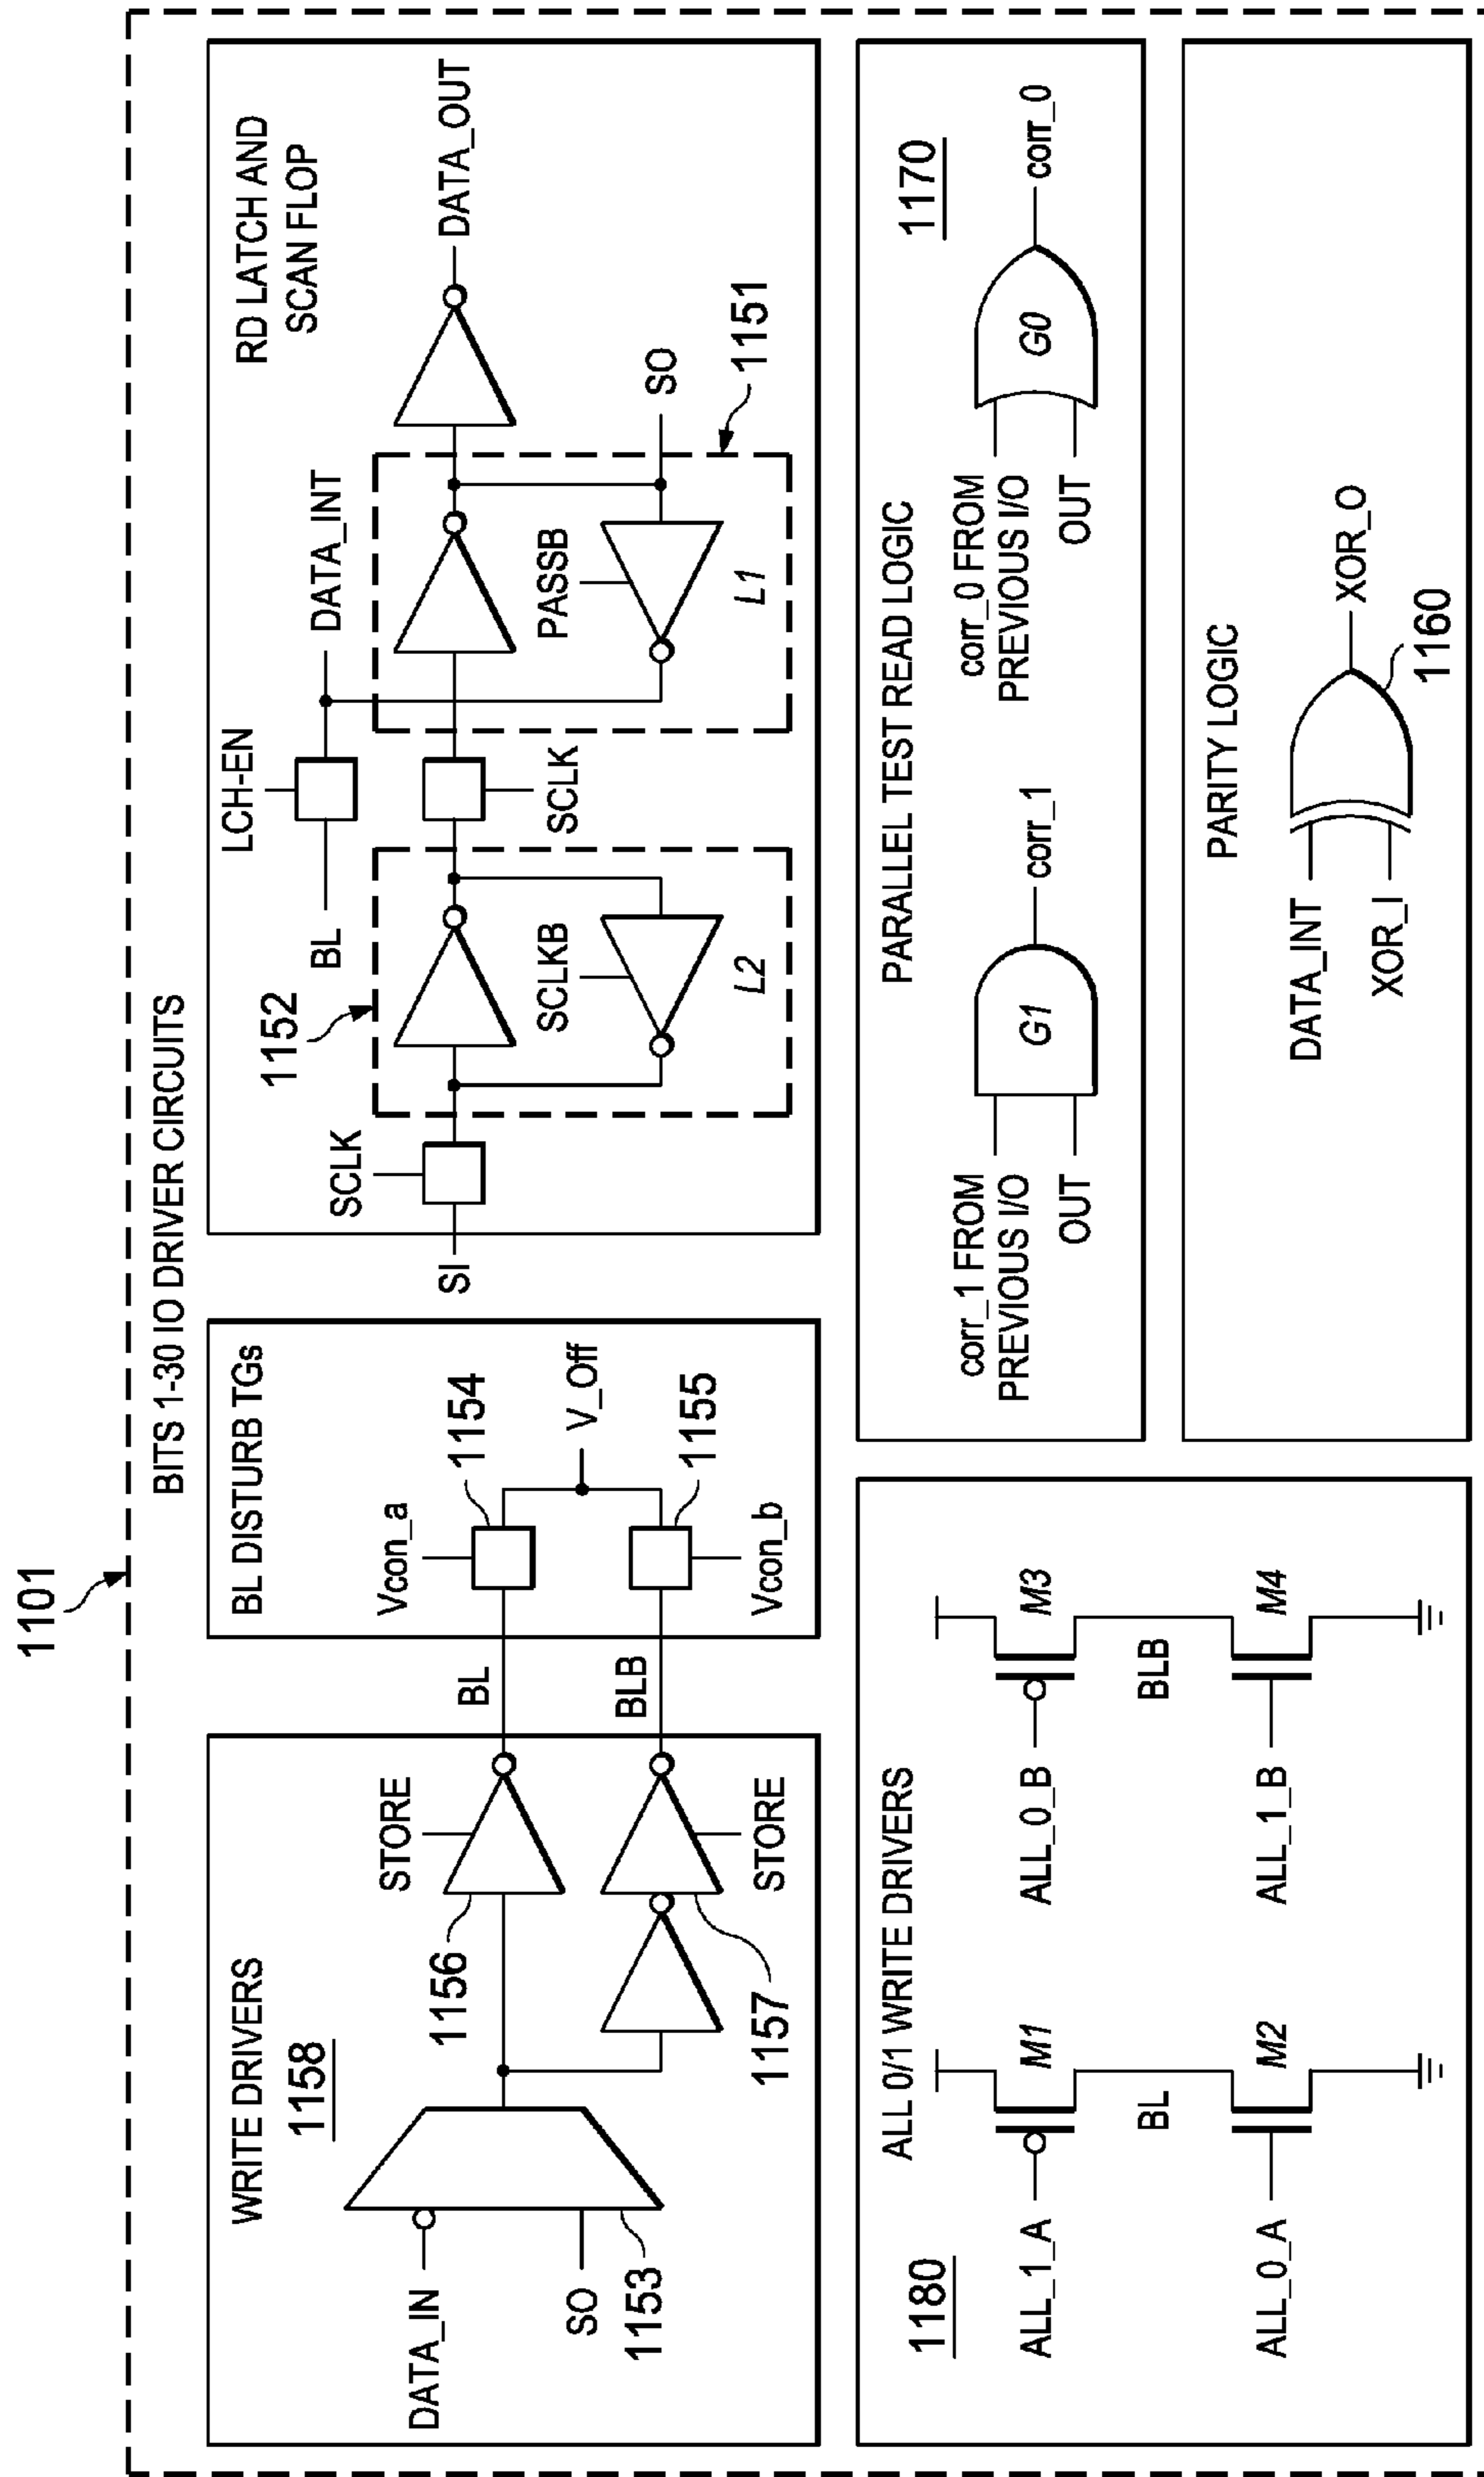 1101
BITS 1-30 IO DRIVER CIRCUITS
WRITE DRIVERS
1158
DATA_IN
SO
1153
1156
STORE
1157
STORE
BL
BLB
BL DISTURB TGs
Vcon_a
1154
V_Off
1155
Vcon_b
RD LATCH AND
SCAN FLOP
SI
SCLK
1152
SCLKB
L2
BL
LCH-EN
SCLK
DATA_INT
PASSB
L1
SO
1151
DATA_OUT
ALL 0/1 WRITE DRIVERS
1180
ALL_1_A
M1
BL
ALL_0_A
M2
ALL_0_B
M3
BLB
ALL_1_B
M4
PARALLEL TEST READ LOGIC
1170
corr_1 FROM
PREVIOUS I/O
OUT
G1
corr_1
corr_0 FROM
PREVIOUS I/O
OUT
G0
corr_0
PARITY LOGIC
DATA_INT
XOR_I
XOR_O
1160